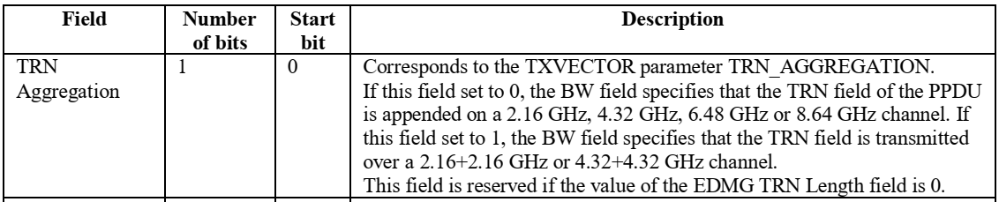 Field Number of bits Start bit Description
TRN Aggregation 1 0 Corresponds to the TXVECTOR parameter TRN_AGGREGATION.
If this field set to 0, the BW field specifies that the TRN field of the PPDU
is appended on a 2.16 GHz, 4.32 GHz, 6.48 GHz or 8.64 GHz channel. If
this field set to 1, the BW field specifies that the TRN field is transmitted
over a 2.16+2.16 GHz or 4.32+4.32 GHz channel.
This field is reserved if the value of the EDMG TRN Length field is 0.